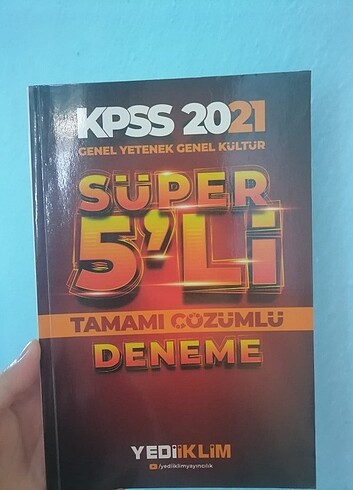 KPSS 2021
GENEL YETENEK GENEL KÜLTÜR
SÜPER
5'Lİ
TAMAMI ÇÖZÜMLÜ
DENEME
YEDİİKLİM
/yediiklimyayincilik